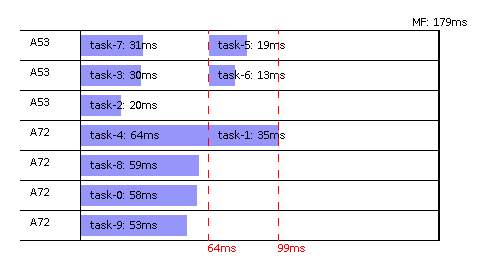 MF: 179ms
A53 task-7: 31ms task-5: 19ms
A53 task-3: 30ms task-6: 13ms
A53 task-2: 20ms
A72 task-4: 64ms task-1: 35ms
A72 task-8: 59ms
A72 task-0: 58ms
A72 task-9: 53ms
64ms 99ms